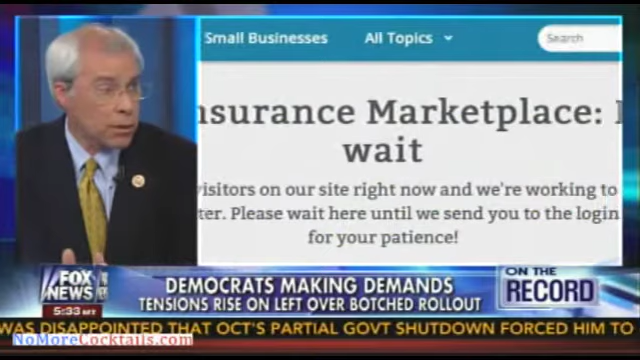 Small Businesses All Topics Search
nsurance Marketplace:
wait
visitors on our site right now and we're working to
ter. Please wait here until we send you to the login
for your patience!
FOX
NEWS
5:33 MT
DEMOCRATS MAKING DEMANDS
TENSIONS RISE ON LEFT OVER BOTCHED ROLLOUT
ON THE
RECORD
WAS DISAPPOINTED THAT OCT'S PARTIAL GOVT SHUTDOWN FORCED HIM TO
NoMoreCocktails.com